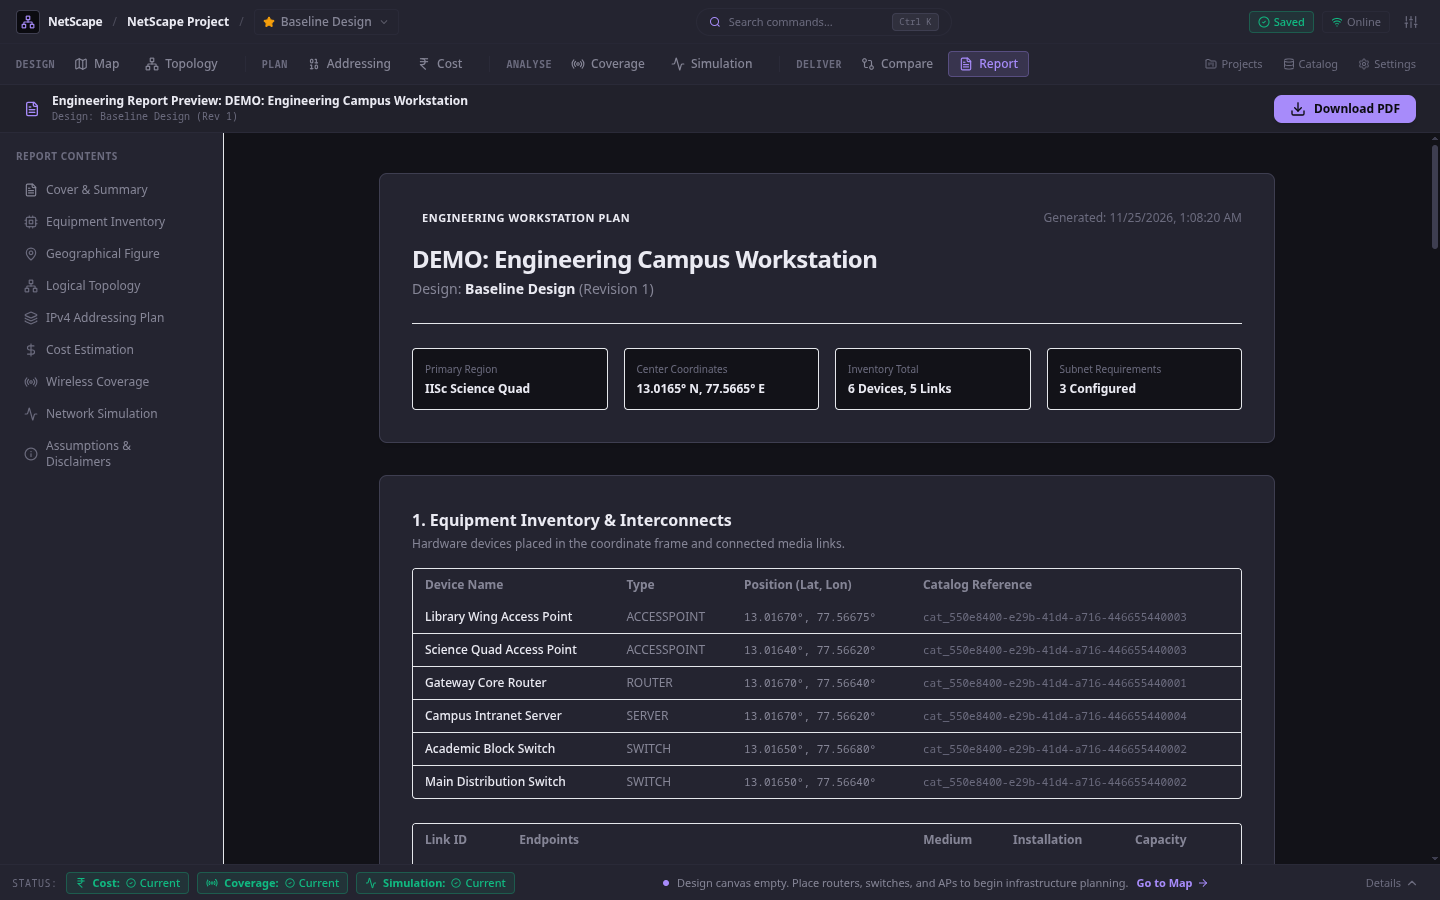 NetScape / NetScape Project / Baseline Design Search commands... Ctrl K Saved Online
DESIGN Map Topology PLAN Addressing Cost ANALYSE Coverage Simulation DELIVER Compare Report Projects Catalog Settings
Engineering Report Preview: DEMO: Engineering Campus Workstation
Design: Baseline Design (Rev 1)
Download PDF
REPORT CONTENTS
Cover & Summary
Equipment Inventory
Geographical Figure
Logical Topology
IPv4 Addressing Plan
Cost Estimation
Wireless Coverage
Network Simulation
Assumptions &
Disclaimers
ENGINEERING WORKSTATION PLAN Generated: 11/25/2026, 1:08:20 AM
DEMO: Engineering Campus Workstation
Design: Baseline Design (Revision 1)
Primary Region Center Coordinates Inventory Total Subnet Requirements
IISc Science Quad 13.0165° N, 77.5665° E 6 Devices, 5 Links 3 Configured
1. Equipment Inventory & Interconnects
Hardware devices placed in the coordinate frame and connected media links.
Device Name Type Position (Lat, Lon) Catalog Reference
Library Wing Access Point ACCESSPOINT 13.01670°, 77.56675° cat_550e8400-e29b-41d4-a716-446655440003
Science Quad Access Point ACCESSPOINT 13.01640°, 77.56620° cat_550e8400-e29b-41d4-a716-446655440003
Gateway Core Router ROUTER 13.01670°, 77.56640° cat_550e8400-e29b-41d4-a716-446655440001
Campus Intranet Server SERVER 13.01670°, 77.56620° cat_550e8400-e29b-41d4-a716-446655440004
Academic Block Switch SWITCH 13.01650°, 77.56680° cat_550e8400-e29b-41d4-a716-446655440002
Main Distribution Switch SWITCH 13.01650°, 77.56640° cat_550e8400-e29b-41d4-a716-446655440002
Link ID Endpoints Medium Installation Capacity
STATUS: Cost: Current Coverage: Current Simulation: Current Design canvas empty. Place routers, switches, and APs to begin infrastructure planning. Go to Map → Details